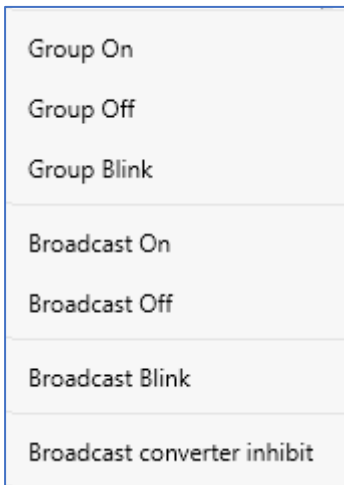 Group On
Group Off
Group Blink
Broadcast On
Broadcast Off
Broadcast Blink
Broadcast converter inhibit